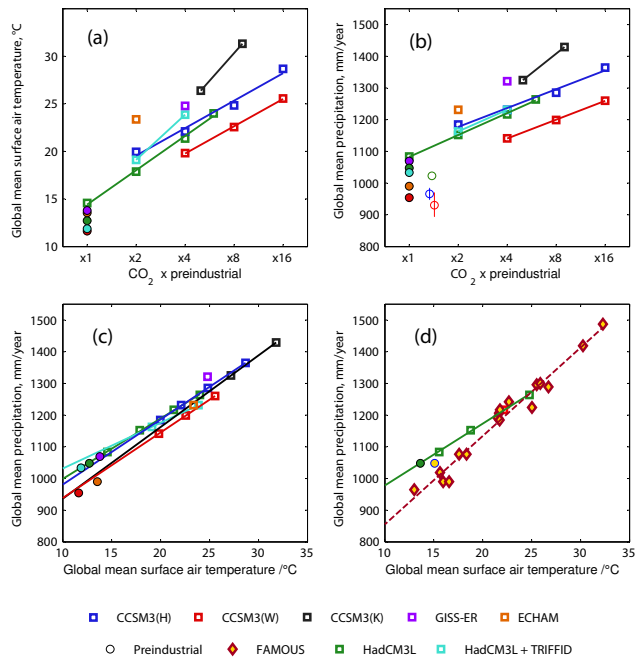 (a)
Global mean surface air temperature, °C
30
25
20
15
10
x1
x2
x4
x8
x16
CO2 x preindustrial
(b)
Global mean precipitation, mm/year
1500
1400
1300
1200
1100
1000
900
800
x1
x2
x4
x8
x16
CO2 x preindustrial
(c)
Global mean precipitation, mm/year
1500
1400
1300
1200
1100
1000
900
800
10
15
20
25
30
35
Global mean surface air temperature /°C
(d)
Global mean precipitation, mm/year
1500
1400
1300
1200
1100
1000
900
800
10
15
20
25
30
35
Global mean surface air temperature /°C
CCSM3(H)
CCSM3(W)
CCSM3(K)
GISS-ER
ECHAM
Preindustrial
FAMOUS
HadCM3L
HadCM3L + TRIFFID